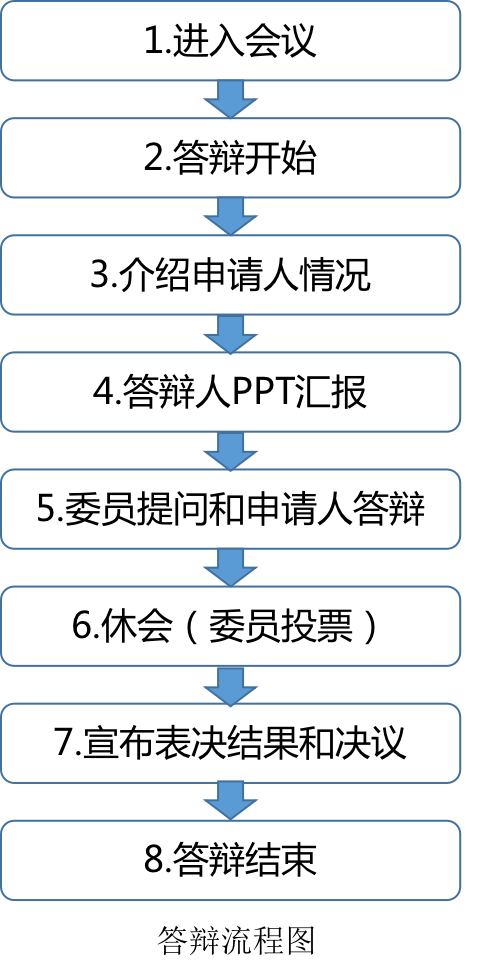 1.进入会议
2.答辩开始
3.介绍申请人情况
4.答辩人PPT汇报
5.委员提问和申请人答辩
6.休会（委员投票）
7.宣布表决结果和决议
8.答辩结束
答辩流程图